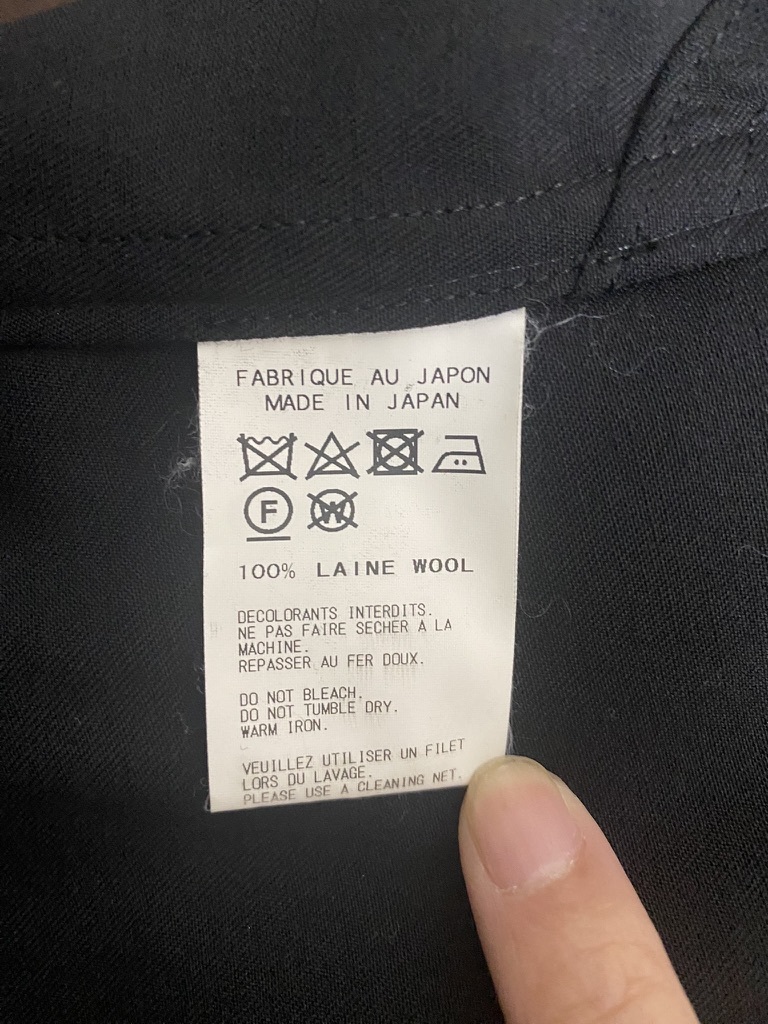 FABRIQUE AU JAPON
MADE IN JAPAN
F W
100% LAINE WOOL
DECOLORANTS INTERDITS.
NE PAS FAIRE SECHER A LA
MACHINE.
REPASSER AU FER DOUX.
DO NOT BLEACH.
DO NOT TUMBLE DRY.
WARM IRON.
VEUILLEZ UTILISER UN FILET
LORS DU LAVAGE.
PLEASE USE A CLEANING NET.